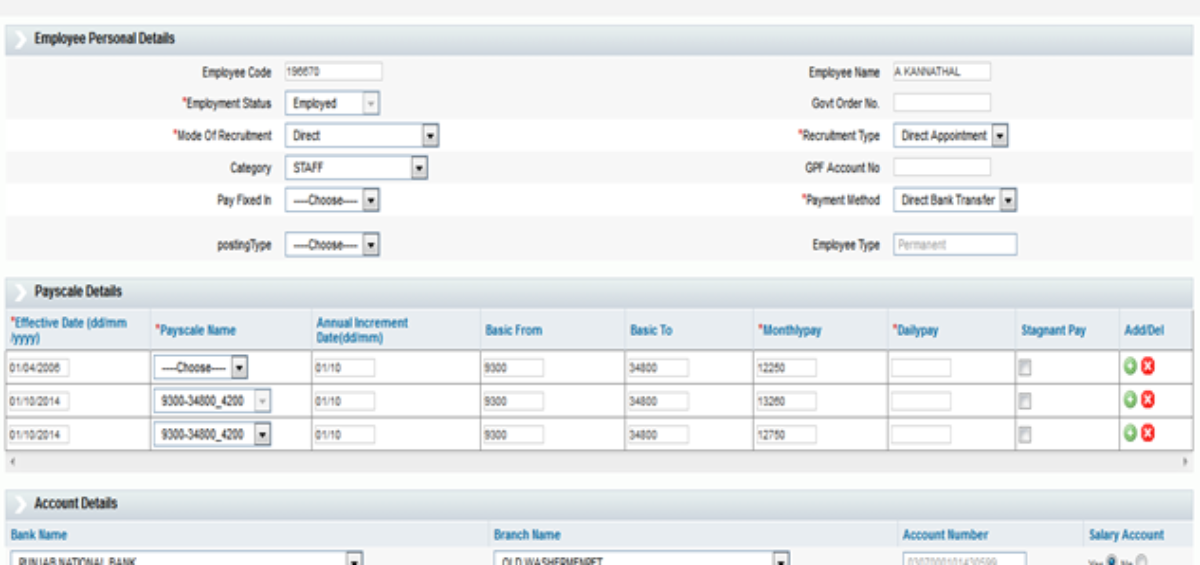 Employee Personal Details
Employee Code 196670 Employee Name A KANNATHAL
*Employment Status Employed Govt Order No.
*Mode Of Recruitment Direct *Recruitment Type Direct Appointment
Category STAFF GPF Account No
Pay Fixed In ----Choose---- *Payment Method Direct Bank Transfer
postingType ----Choose---- Employee Type Permanent
Payscale Details
*Effective Date (dd/mm/yyyy) *Payscale Name Annual Increment Date(dd/mm) Basic From Basic To *Monthlypay *Dailypay Stagnant Pay Add/Del
01/04/2006 ----Choose---- 01/10 9300 34800 12250
01/10/2014 9300-34800_4200 01/10 9300 34800 13260
01/10/2014 9300-34800_4200 01/10 9300 34800 12750
Account Details
Bank Name Branch Name Account Number Salary Account
PUNJAB NATIONAL BANK OLD WASHERMENPET Yes No